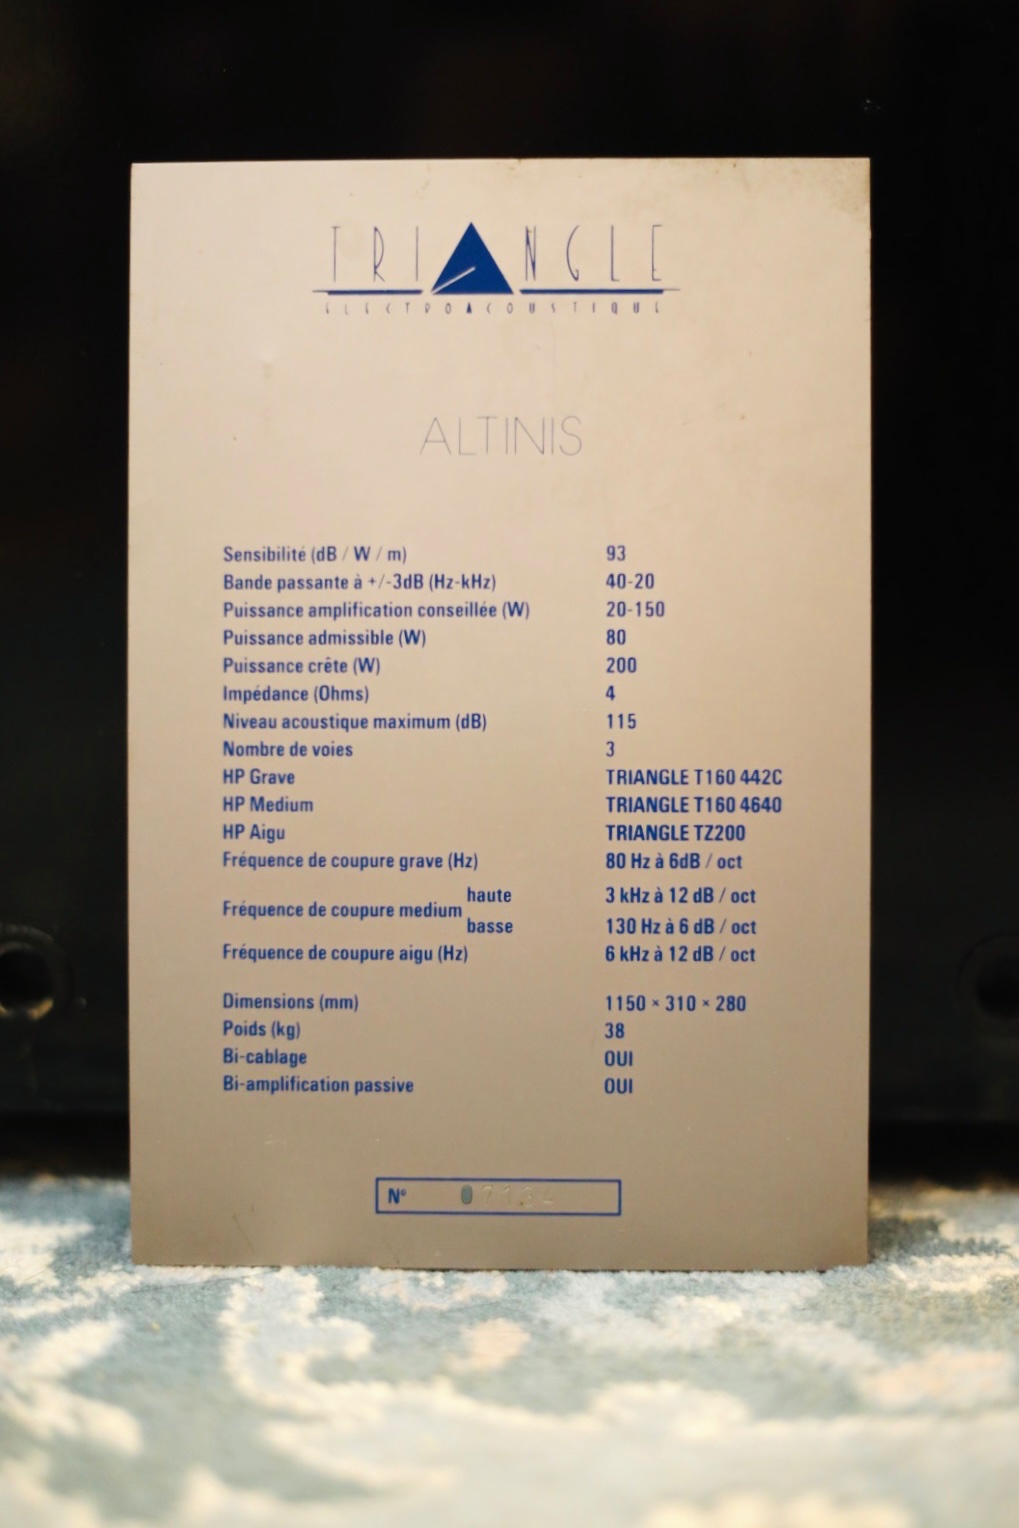 TRIANGLE
ELECTROACOUSTIQUE
ALTINIS
Sensibilité (dB / W / m) 93
Bande passante à +/-3dB (Hz-kHz) 40-20
Puissance amplification conseillée (W) 20-150
Puissance admissible (W) 80
Puissance crête (W) 200
Impédance (Ohms) 4
Niveau acoustique maximum (dB) 115
Nombre de voies 3
HP Grave TRIANGLE T160 442C
HP Medium TRIANGLE T160 4640
HP Aigu TRIANGLE TZ200
Fréquence de coupure grave (Hz) 80 Hz à 6dB / oct
Fréquence de coupure medium haute 3 kHz à 12 dB / oct
basse 130 Hz à 6 dB / oct
Fréquence de coupure aigu (Hz) 6 kHz à 12 dB / oct
Dimensions (mm) 1150 × 310 × 280
Poids (kg) 38
Bi-cablage OUI
Bi-amplification passive OUI
N°